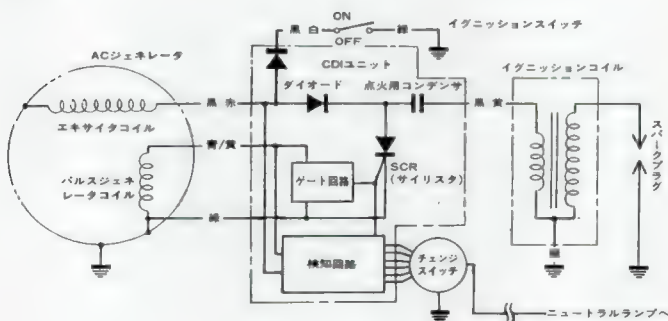 ON
黒白
緑
イグニッションスイッチ
OFF
ACジェネレータ
CDIユニット
イグニッションコイル
ダイオード
点火用コンデンサ
黒赤
黒黄
エキサイタコイル
青/黄
SCR
(サイリスタ)
スパークプラグ
パルスジェネ
レータコイル
ゲート回路
緑
検知回路
チェンジ
スイッチ
ニュートラルランプへ